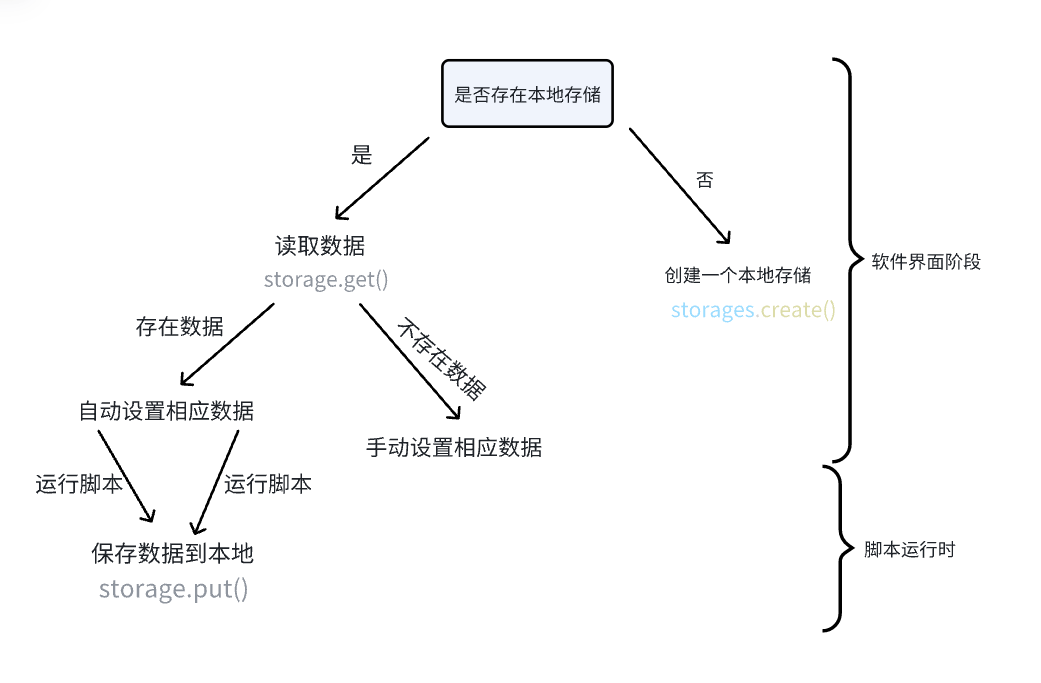 是否存在本地存储
是
否
读取数据
storage.get()
创建一个本地存储
storages.create()
软件界面阶段
存在数据
不存在数据
自动设置相应数据
手动设置相应数据
运行脚本
运行脚本
保存数据到本地
storage.put()
脚本运行时